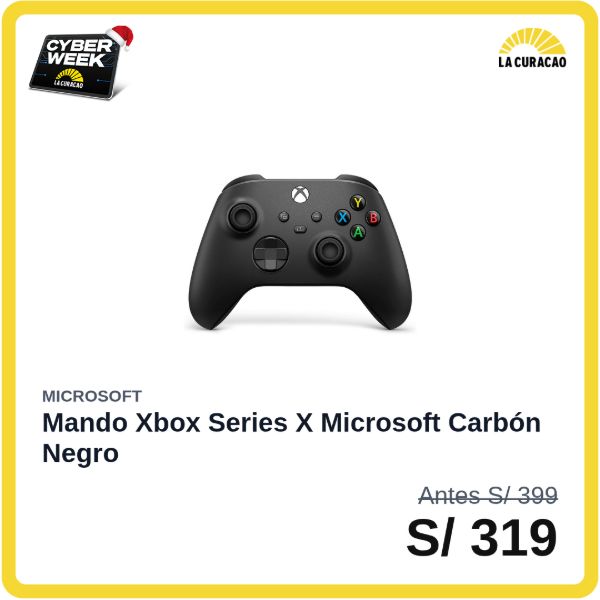 CYBER
WEEK
LA CURACAO
LA CURACAO
Y
X
B
A
MICROSOFT
Mando Xbox Series X Microsoft Carbón
Negro
Antes S/ 399
S/ 319